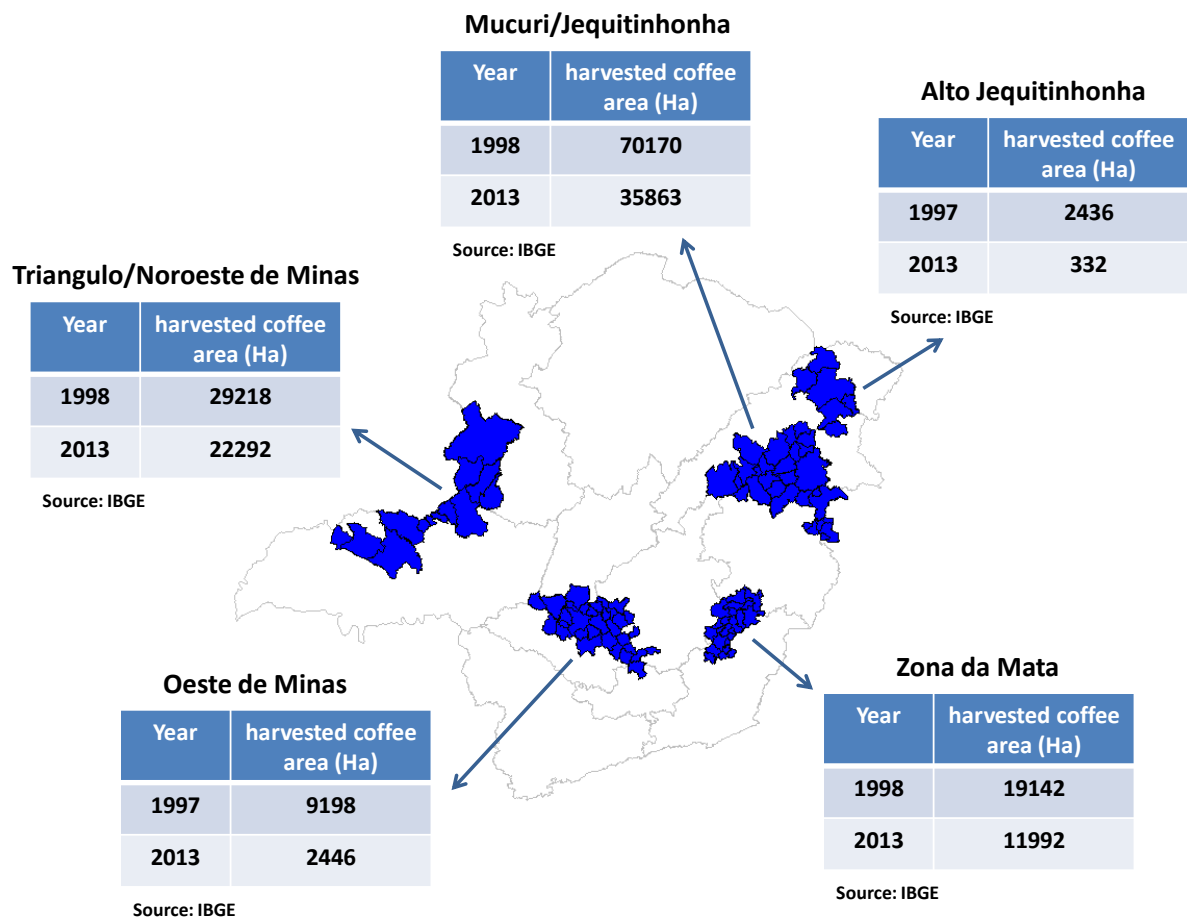 Mucuri/Jequitinhonha
Year harvested coffee
area (Ha)
1998 70170
2013 35863
Source: IBGE
Alto Jequitinhonha
Year harvested coffee
area (Ha)
1997 2436
2013 332
Source: IBGE
Triangulo/Noroeste de Minas
Year harvested coffee
area (Ha)
1998 29218
2013 22292
Source: IBGE
Oeste de Minas
Year harvested coffee
area (Ha)
1997 9198
2013 2446
Source: IBGE
Zona da Mata
Year harvested coffee
area (Ha)
1998 19142
2013 11992
Source: IBGE